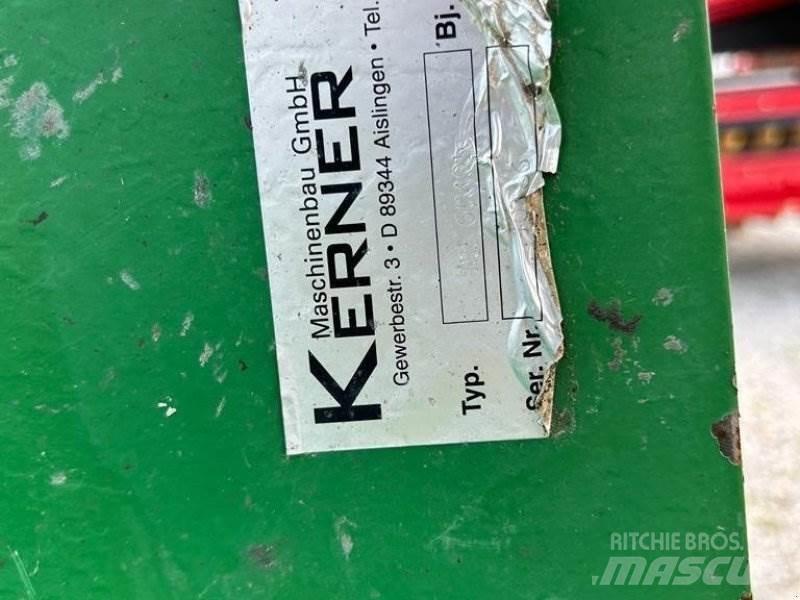 Maschinenbau GmbH
KERNER
Gewerbestr. 3 • D 89344 Aislingen • Tel.
Typ. Bj.
Ser. Nr.
RITCHIE BROS.
MASCUS